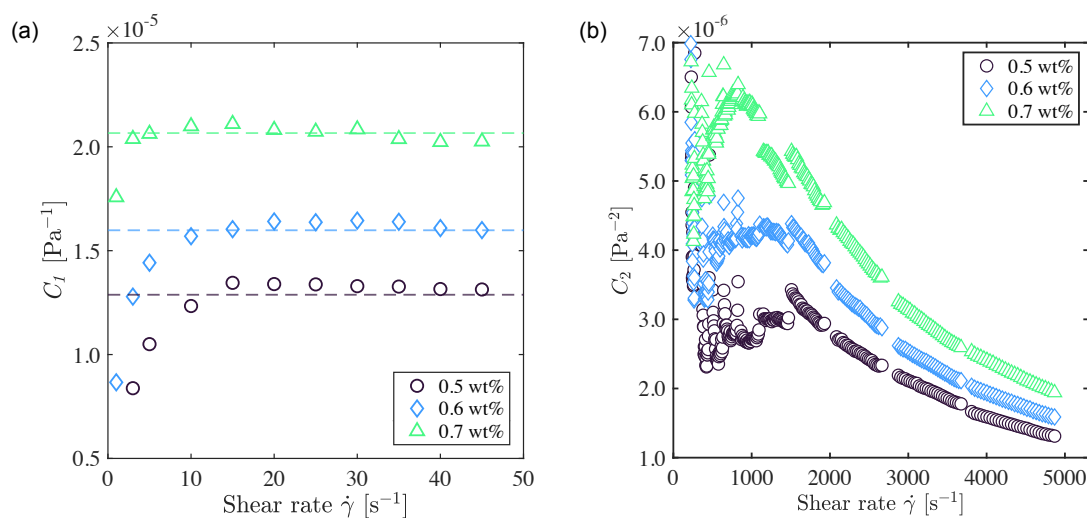 (a)
×10⁻⁵
2.5
2.0
1.5
1.0
0.5
C₁ [Pa⁻¹]
0 10 20 30 40 50
Shear rate γ̇ [s⁻¹]
0.5 wt%
0.6 wt%
0.7 wt%
(b)
×10⁻⁶
7.0
6.0
5.0
4.0
3.0
2.0
1.0
C₂ [Pa⁻²]
0 1000 2000 3000 4000 5000
Shear rate γ̇ [s⁻¹]
0.5 wt%
0.6 wt%
0.7 wt%